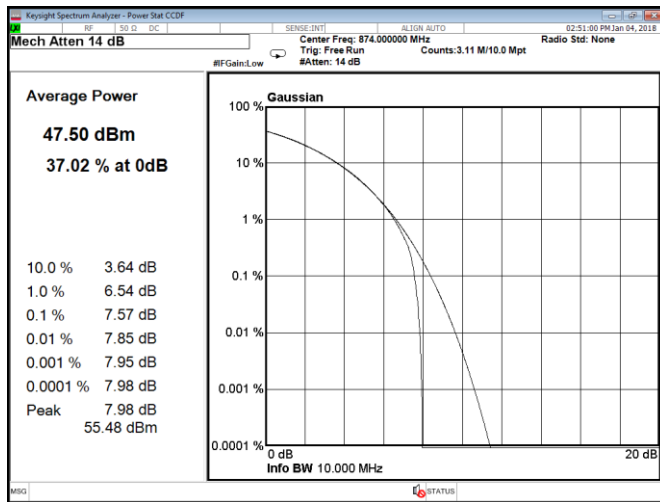 Keysight Spectrum Analyzer - Power Stat CCDF
LXI RF 50 Ω DC SENSE:INT ALIGN AUTO 02:51:00 PM Jan 04, 2018
Mech Atten 14 dB
Center Freq: 874.000000 MHz Radio Std: None
Trig: Free Run Counts:3.11 M/10.0 Mpt
#IFGain:Low #Atten: 14 dB
Average Power
47.50 dBm
37.02 % at 0dB
10.0 % 3.64 dB
1.0 % 6.54 dB
0.1 % 7.57 dB
0.01 % 7.85 dB
0.001 % 7.95 dB
0.0001 % 7.98 dB
Peak 7.98 dB
55.48 dBm
Gaussian
100 %
10 %
1 %
0.1 %
0.01 %
0.001 %
0.0001 %
0 dB 20 dB
Info BW 10.000 MHz
MSG STATUS